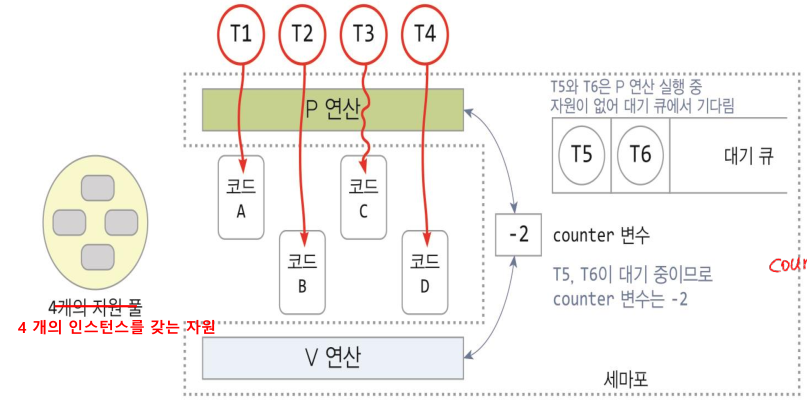 T1
T2
T3
T4
P 연산
T5와 T6은 P 연산 실행 중
자원이 없어 대기 큐에서 기다림
T5
T6
대기 큐
코드
A
코드
C
코드
B
코드
D
-2
counter 변수
T5, T6이 대기 중이므로
counter 변수는 -2
4개의 자원 풀
4 개의 인스턴스를 갖는 자원
V 연산
세마포